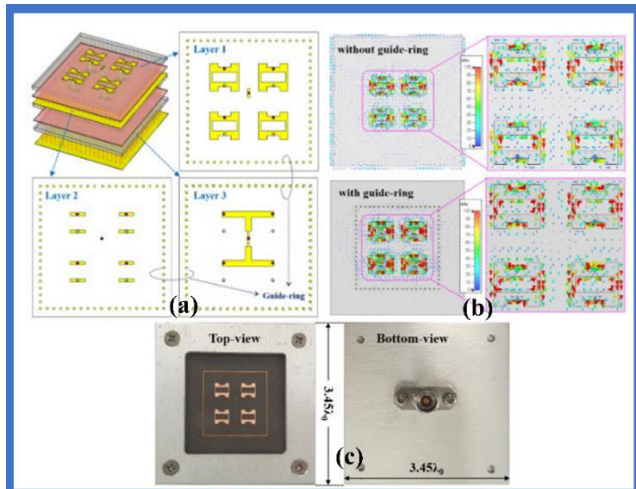 Layer 1
Layer 2
Layer 3
Guide-ring
(a)
without guide-ring
with guide-ring
(b)
Top-view
Bottom-view
3.45λ₀
3.45λ₀
(c)